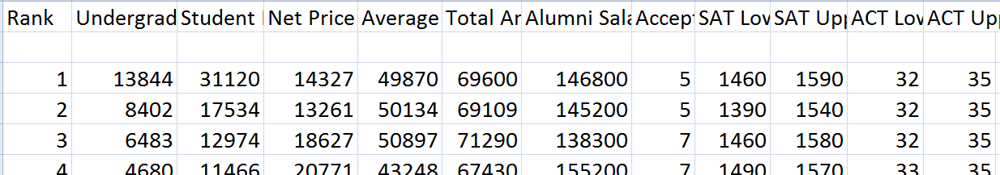 Rank Undergrad Student Net Price Average Total Alumni Accep SAT Lov SAT Upp ACT Lov ACT Upp
1 13844 31120 14327 49870 69600 146800 5 1460 1590 32 35
2 8402 17534 13261 50134 69109 145200 5 1390 1540 32 35
3 6483 12974 18627 50897 71290 138300 7 1460 1580 32 35
4 4680 11466 20771 43248 67430 155200 7 1490 1570 33 35